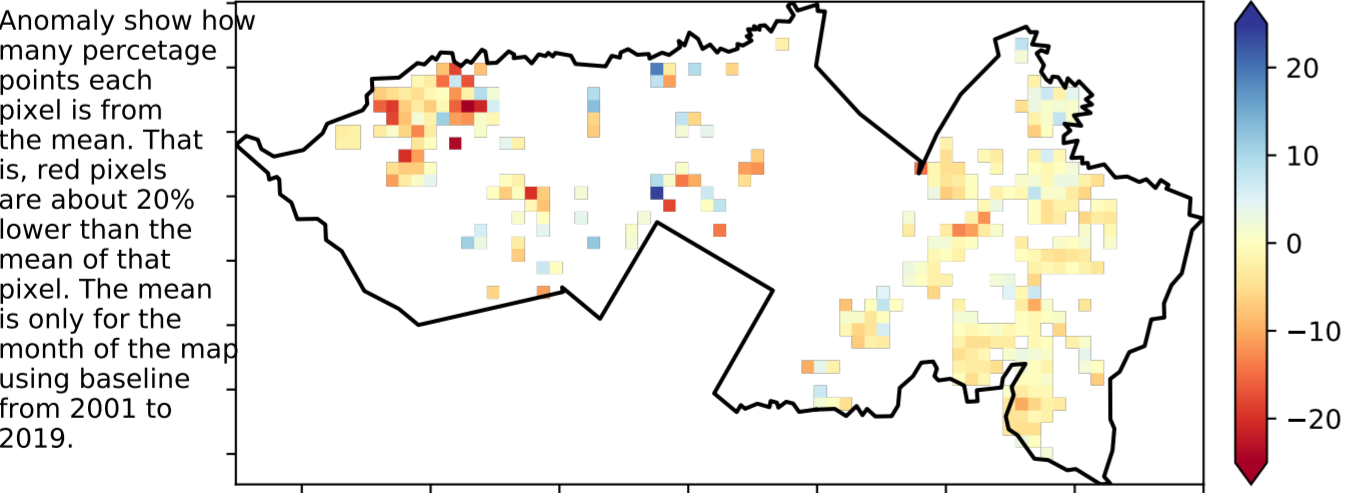 Anomaly show how
many percetage
points each
pixel is from
the mean. That
is, red pixels
are about 20%
lower than the
mean of that
pixel. The mean
is only for the
month of the map
using baseline
from 2001 to
2019.
20
10
0
−10
−20